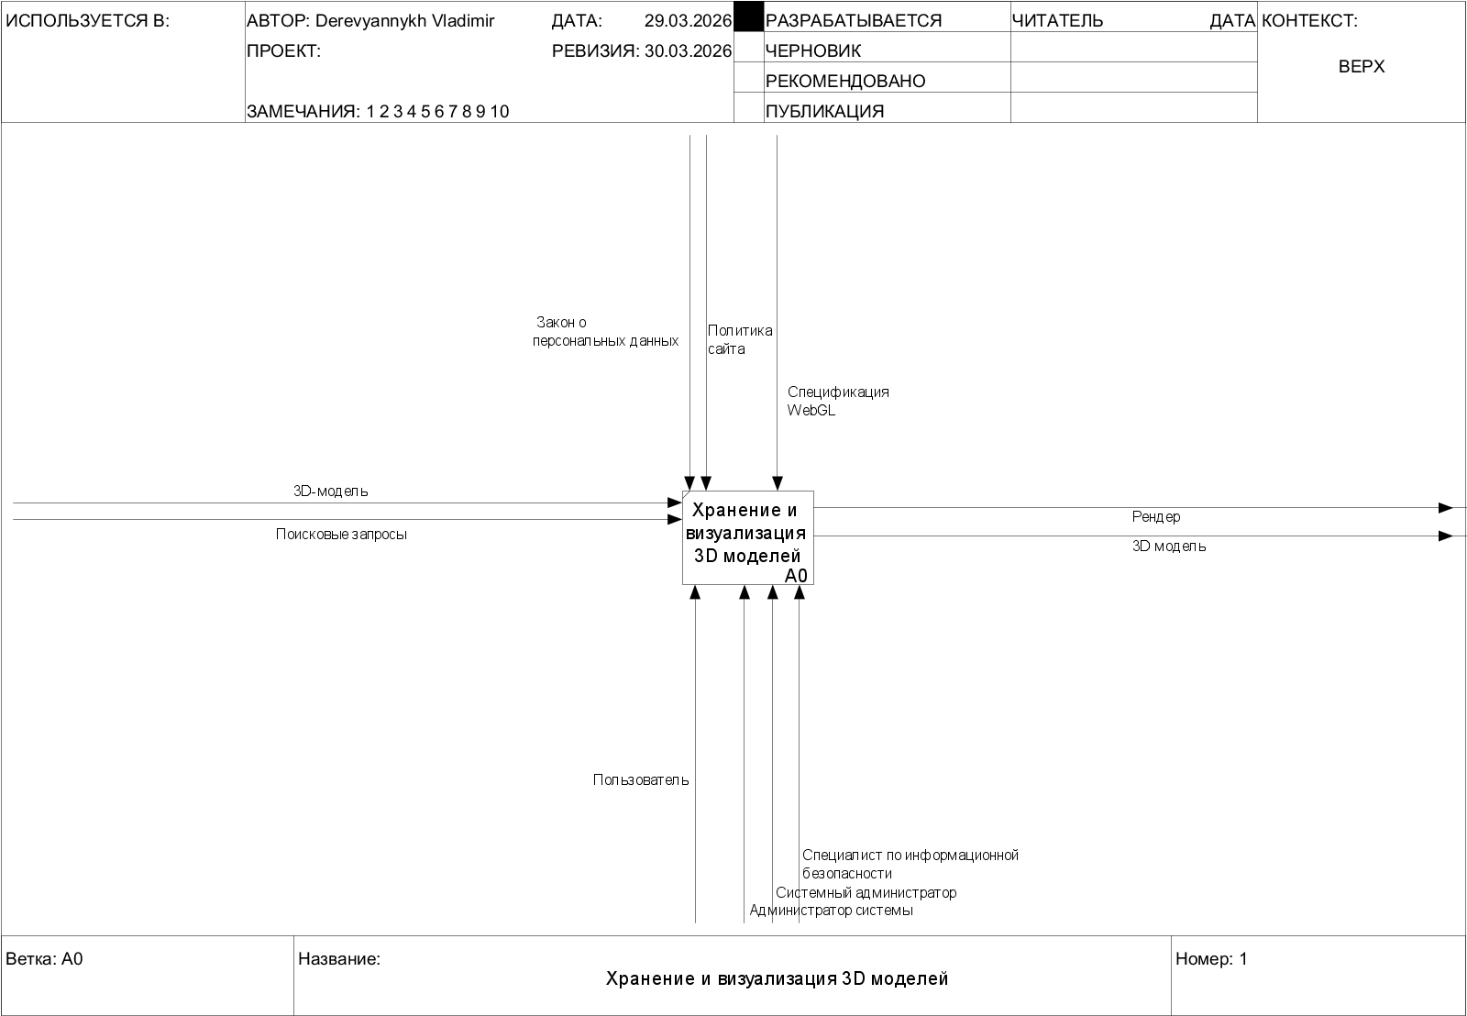 ИСПОЛЬЗУЕТСЯ В:
АВТОР: Derevyannykh Vladimir
ДАТА: 29.03.2026
РАЗРАБАТЫВАЕТСЯ
ЧИТАТЕЛЬ
ДАТА
КОНТЕКСТ:
ПРОЕКТ:
РЕВИЗИЯ: 30.03.2026
ЧЕРНОВИК
ВЕРХ
РЕКОМЕНДОВАНО
ЗАМЕЧАНИЯ: 1 2 3 4 5 6 7 8 9 10
ПУБЛИКАЦИЯ
Закон о
персональных данных
Политика
сайта
Спецификация
WebGL
3D-модель
Поисковые запросы
Хранение и
визуализация
3D моделей
A0
Рендер
3D модель
Пользователь
Специалист по информационной
безопасности
Системный администратор
Администратор системы
Ветка: A0
Название:
Хранение и визуализация 3D моделей
Номер: 1